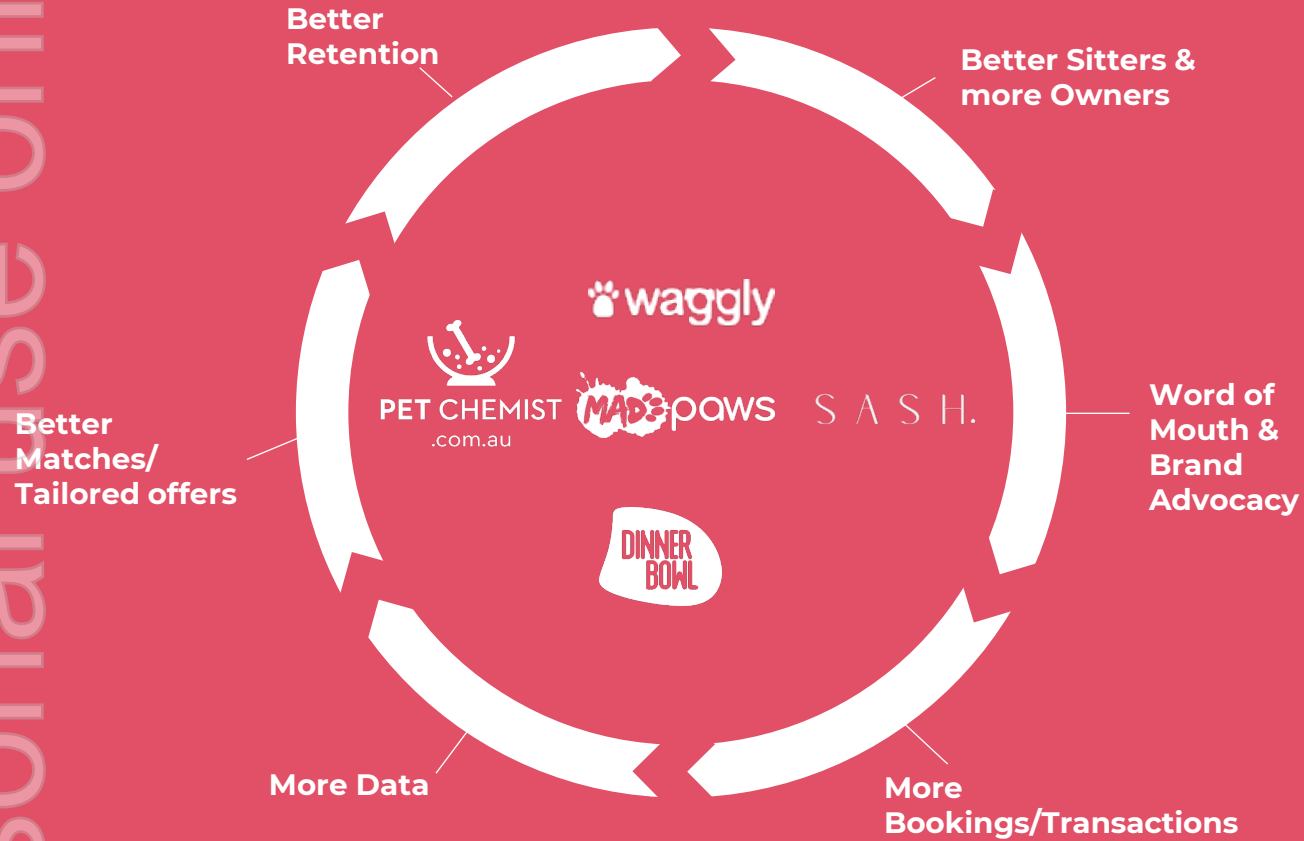 Better
Retention
Better Sitters &
more Owners
waggly
PET CHEMIST
.com.au
MAD paws
SASH.
Word of
Mouth &
Brand
Advocacy
Better
Matches/
Tailored offers
DINNER
BOWL
More Data
More
Bookings/Transactions